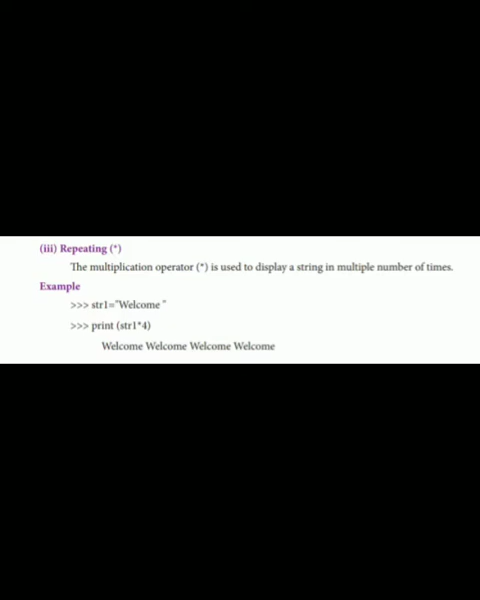 (iii) Repeating (*)
The multiplication operator (*) is used to display a string in multiple number of times.
Example
>>> str1="Welcome "
>>> print (str1*4)
Welcome Welcome Welcome Welcome